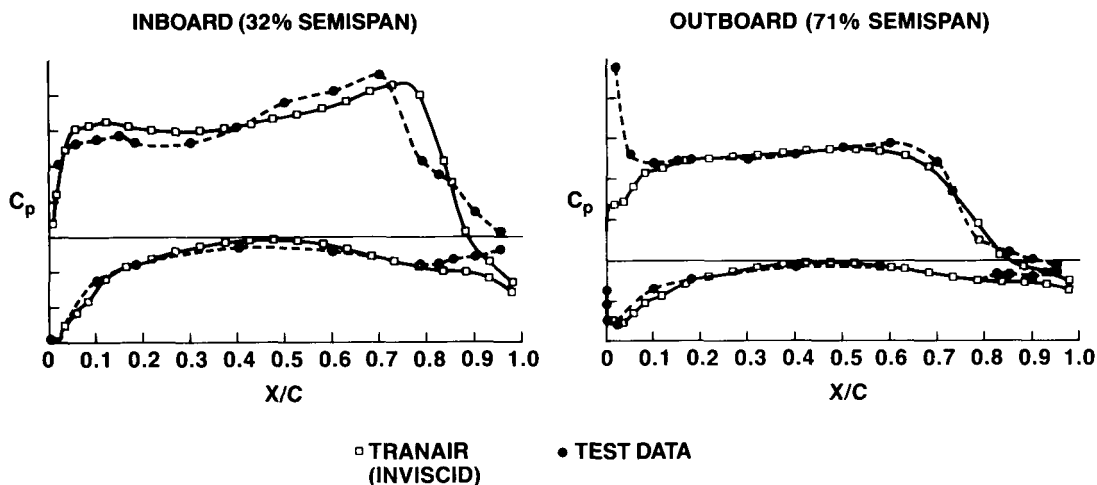 INBOARD (32% SEMISPAN)
OUTBOARD (71% SEMISPAN)
Cp
0 0.1 0.2 0.3 0.4 0.5 0.6 0.7 0.8 0.9 1.0
X/C
Cp
0 0.1 0.2 0.3 0.4 0.5 0.6 0.7 0.8 0.9 1.0
X/C
TRANAIR
(INVISCID)
TEST DATA